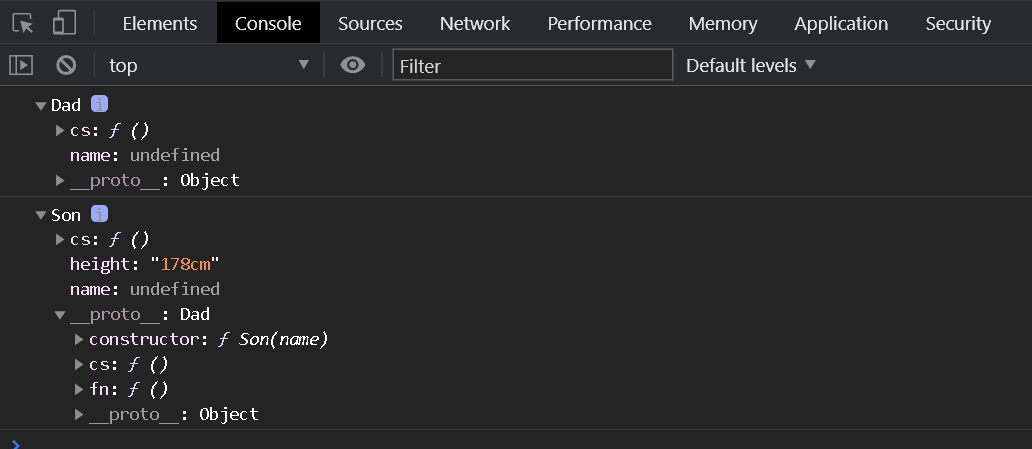 Elements Console Sources Network Performance Memory Application Security
top Filter Default levels
Dad i
cs: ƒ ()
name: undefined
__proto__: Object
Son i
cs: ƒ ()
height: "178cm"
name: undefined
__proto__: Dad
constructor: ƒ Son(name)
cs: ƒ ()
fn: ƒ ()
__proto__: Object